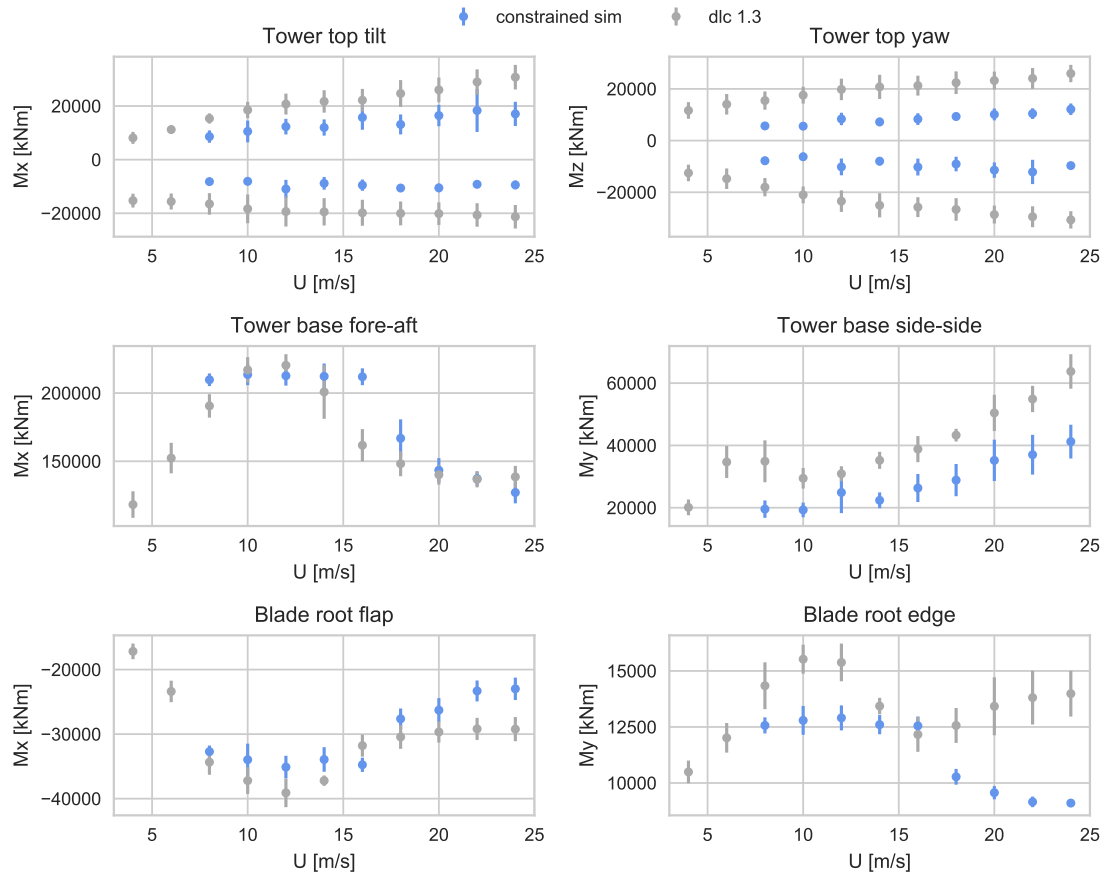 constrained sim dlc 1.3
Tower top tilt
Mx [kNm]
20000
0
−20000
5 10 15 20 25
U [m/s]
Tower top yaw
Mz [kNm]
20000
0
−20000
5 10 15 20 25
U [m/s]
Tower base fore-aft
Mx [kNm]
200000
150000
5 10 15 20 25
U [m/s]
Tower base side-side
My [kNm]
60000
40000
20000
5 10 15 20 25
U [m/s]
Blade root flap
Mx [kNm]
−20000
−30000
−40000
5 10 15 20 25
U [m/s]
Blade root edge
My [kNm]
15000
12500
10000
5 10 15 20 25
U [m/s]